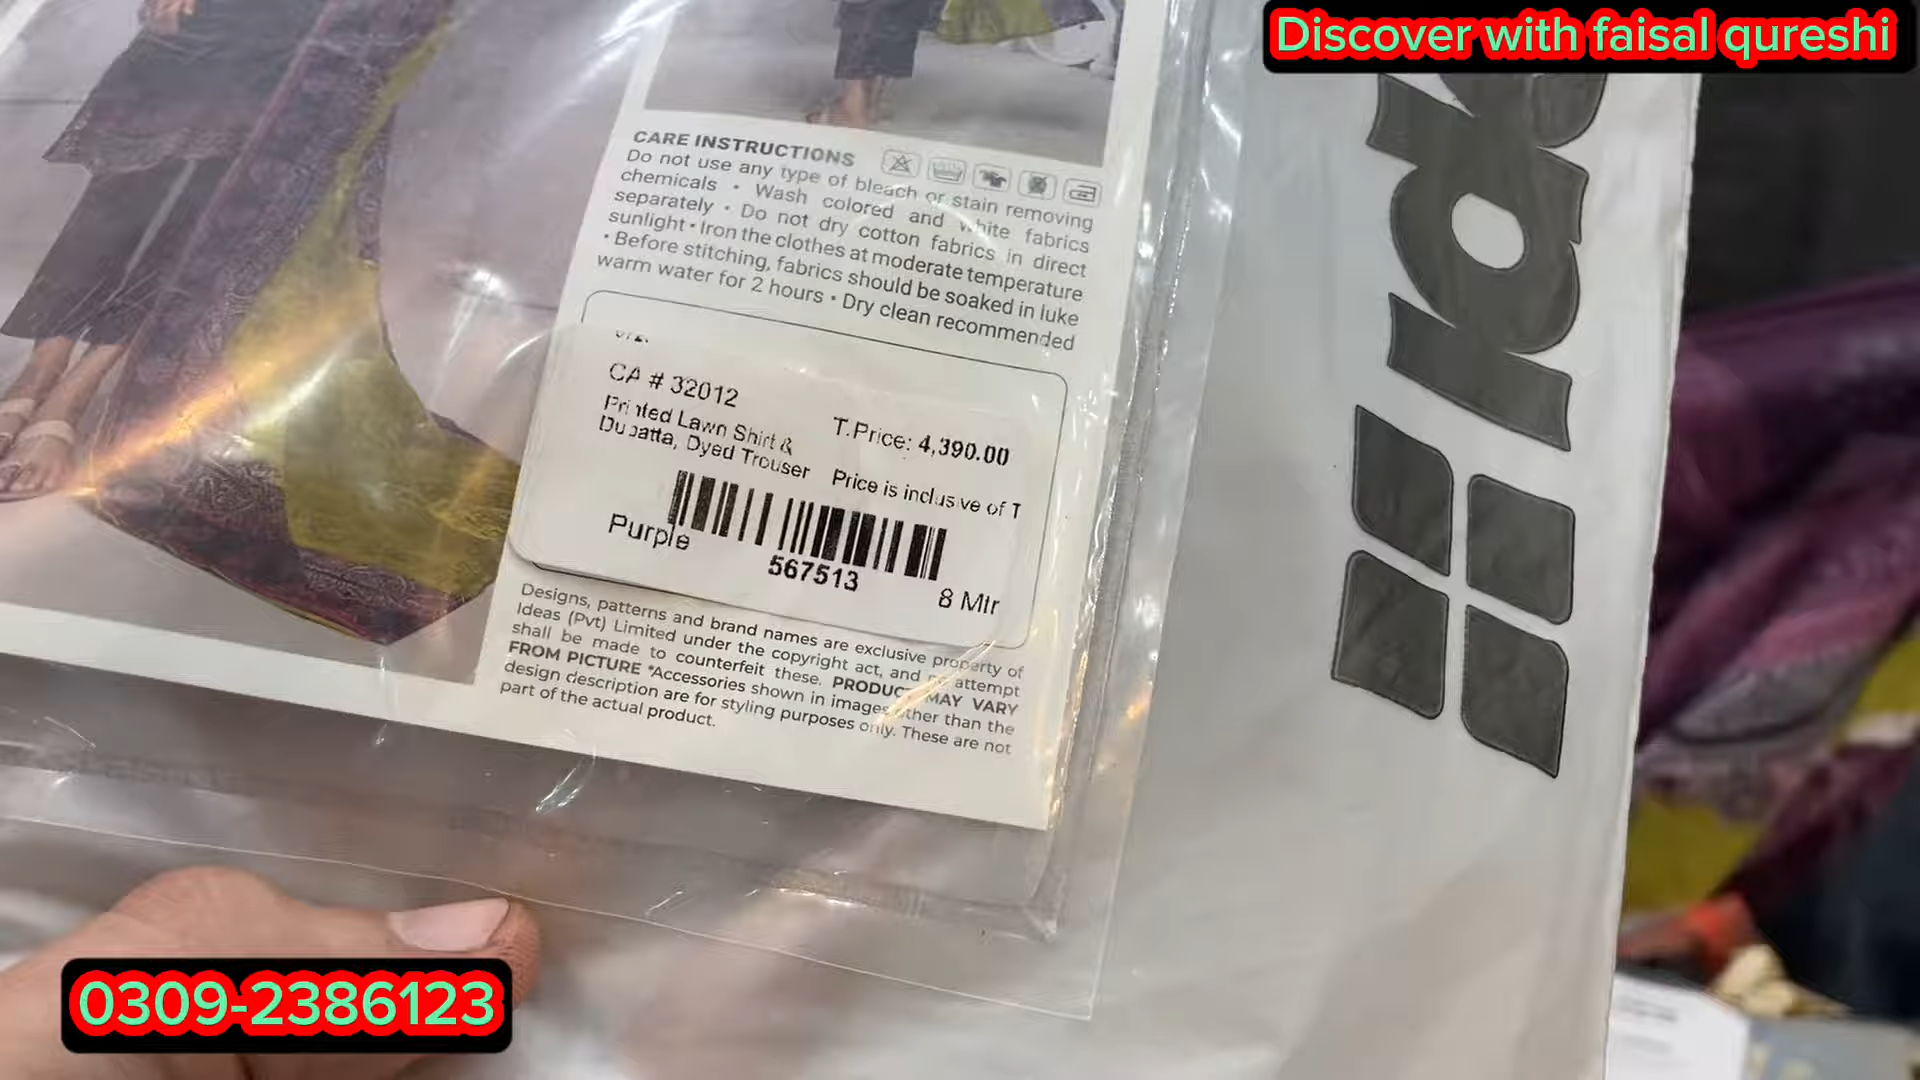 Discover with faisal qureshi
CARE INSTRUCTIONS
Do not use any type of bleach or stain removing
chemicals • Wash colored and white fabrics
separately • Do not dry cotton fabrics in direct
sunlight • Iron the clothes at moderate temperature
• Before stitching, fabrics should be soaked in luke
warm water for 2 hours • Dry clean recommended
CA # 32012
Printed Lawn Shirt &
Dupatta, Dyed Trouser
T.Price: 4,390.00
Price is inclusive of T
Purple
567513
8 Mtr
Designs, patterns and brand names are exclusive property of
Ideas (Pvt) Limited under the copyright act, and no attempt
shall be made to counterfeit these. PRODUCT MAY VARY
FROM PICTURE *Accessories shown in images other than the
design description are for styling purposes only. These are not
part of the actual product.
0309-2386123